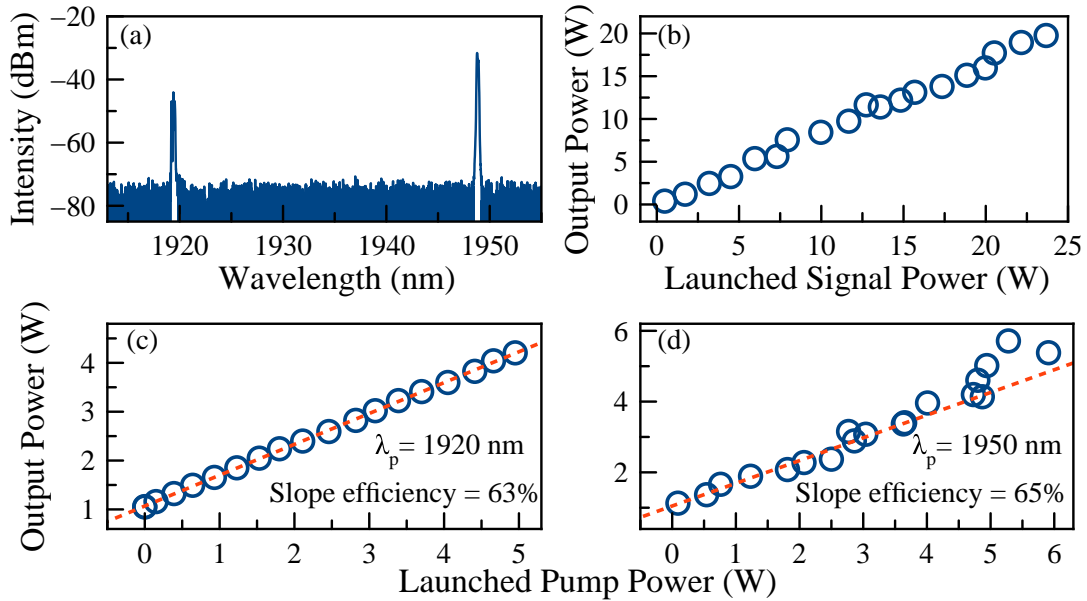 (a)
Intensity (dBm)
−20
−40
−60
−80
1920 1930 1940 1950
Wavelength (nm)
(b)
Output Power (W)
20
15
10
5
0
0 5 10 15 20 25
Launched Signal Power (W)
(c)
Output Power (W)
4
3
2
1
λp= 1920 nm
Slope efficiency = 63%
0 1 2 3 4 5
(d)
6
4
2
λp= 1950 nm
Slope efficiency = 65%
0 1 2 3 4 5 6
Launched Pump Power (W)